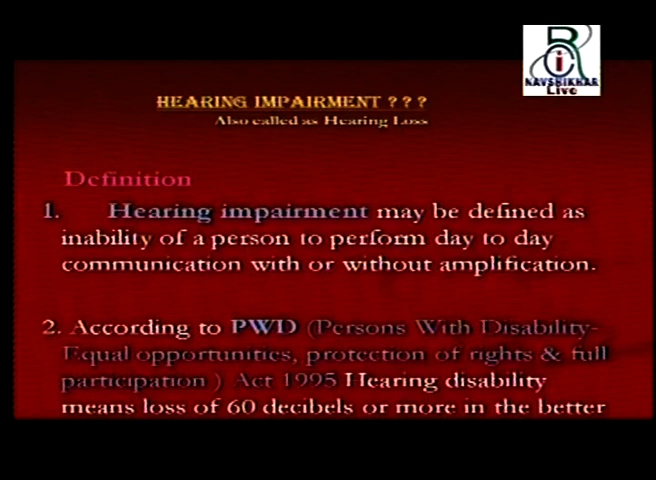 RCi
NAVSHIKHAR
Live
HEARING IMPAIRMENT ???
Also called as Hearing Loss
Definition
1. Hearing impairment may be defined as
inability of a person to perform day to day
communication with or without amplification.
2. According to PWD (Persons With Disability-
Equal opportunities, protection of rights & full
participation ) Act 1995 Hearing disability
means loss of 60 decibels or more in the better